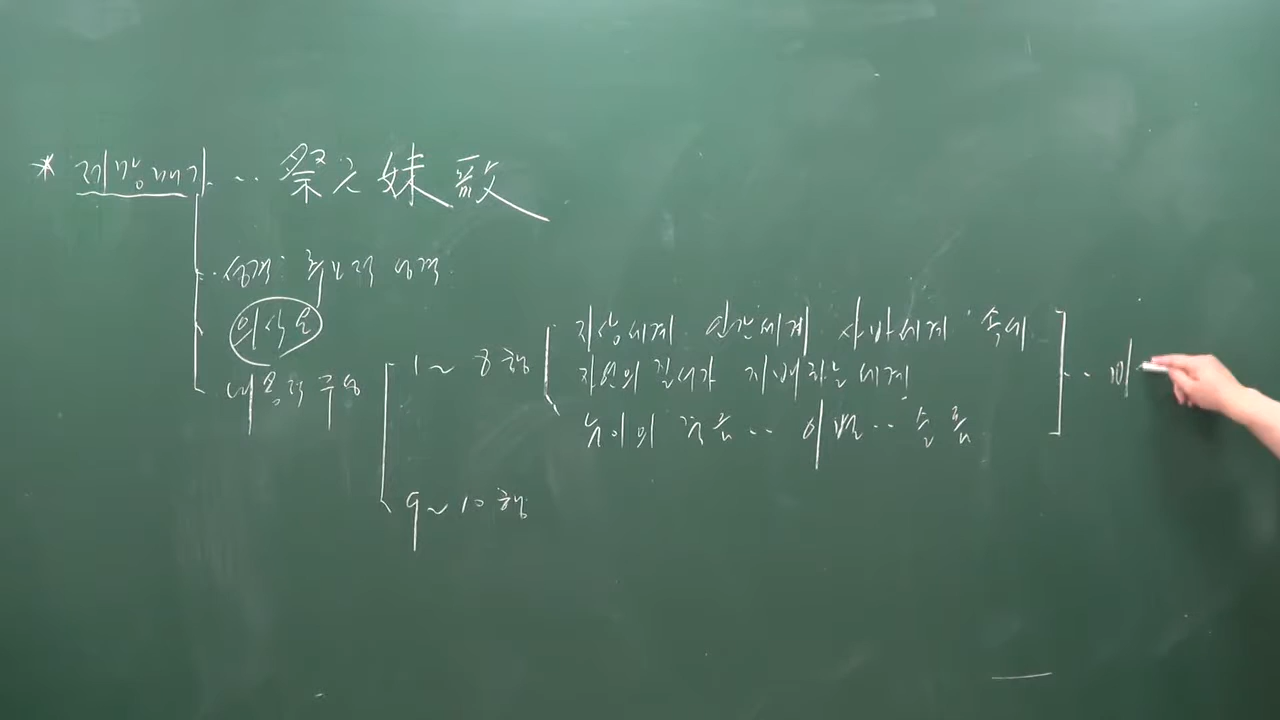 * 제망매가 ‥ 祭亡妹歌
‥ 성격: 추모적 성격
의식요
내용적 구성
1 ~ 8행
지상세계 인간세계 사바세계 속세
자연의 질서가 지배하는 세계
누이의 죽음 ‥ 이별 ‥ 슬픔
‥ 미
9 ~ 10행